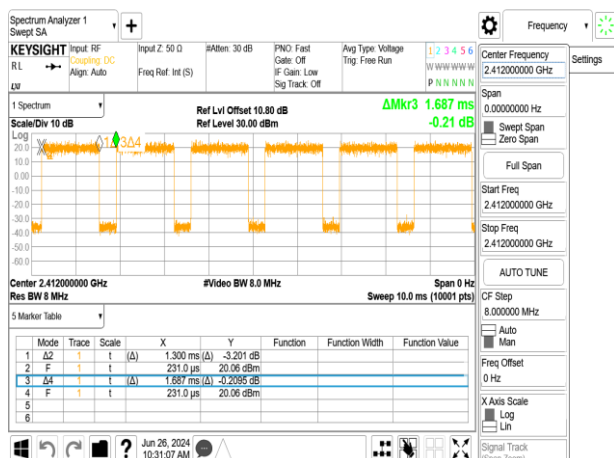 Spectrum Analyzer 1
Swept SA
+
Frequency
KEYSIGHT Input: RF Input Z: 50 Ω #Atten: 30 dB PNO: Fast Avg Type: Voltage 1 2 3 4 5 6
RL Coupling: DC Gate: Off Trig: Free Run W W W W W W
Align: Auto Freq Ref: Int (S) IF Gain: Low
Sig Track: Off P N N N N N
Center Frequency
2.412000000 GHz
Settings
Span
0.00000000 Hz
Swept Span
Zero Span
Full Span
Start Freq
2.412000000 GHz
Stop Freq
2.412000000 GHz
AUTO TUNE
CF Step
8.000000 MHz
Auto
Man
Freq Offset
0 Hz
X Axis Scale
Log
Lin
Signal Track
(Span Zoom)
1 Spectrum
Scale/Div 10 dB
Ref Lvl Offset 10.80 dB
Ref Level 30.00 dBm
ΔMkr3 1.687 ms
-0.21 dB
Log
20.0
10.0
0.00
-10.0
-20.0
-30.0
-40.0
-50.0
-60.0
3Δ4
Center 2.412000000 GHz #Video BW 8.0 MHz Span 0 Hz
Res BW 8 MHz Sweep 10.0 ms (10001 pts)
5 Marker Table
Mode Trace Scale X Y Function Function Width Function Value
1 Δ2 1 t (Δ) 1.300 ms (Δ) -3.201 dB
2 F 1 t 231.0 µs 20.06 dBm
3 Δ4 1 t (Δ) 1.687 ms (Δ) -0.2095 dB
4 F 1 t 231.0 µs 20.06 dBm
5
6
?
Jun 26, 2024
10:31:07 AM